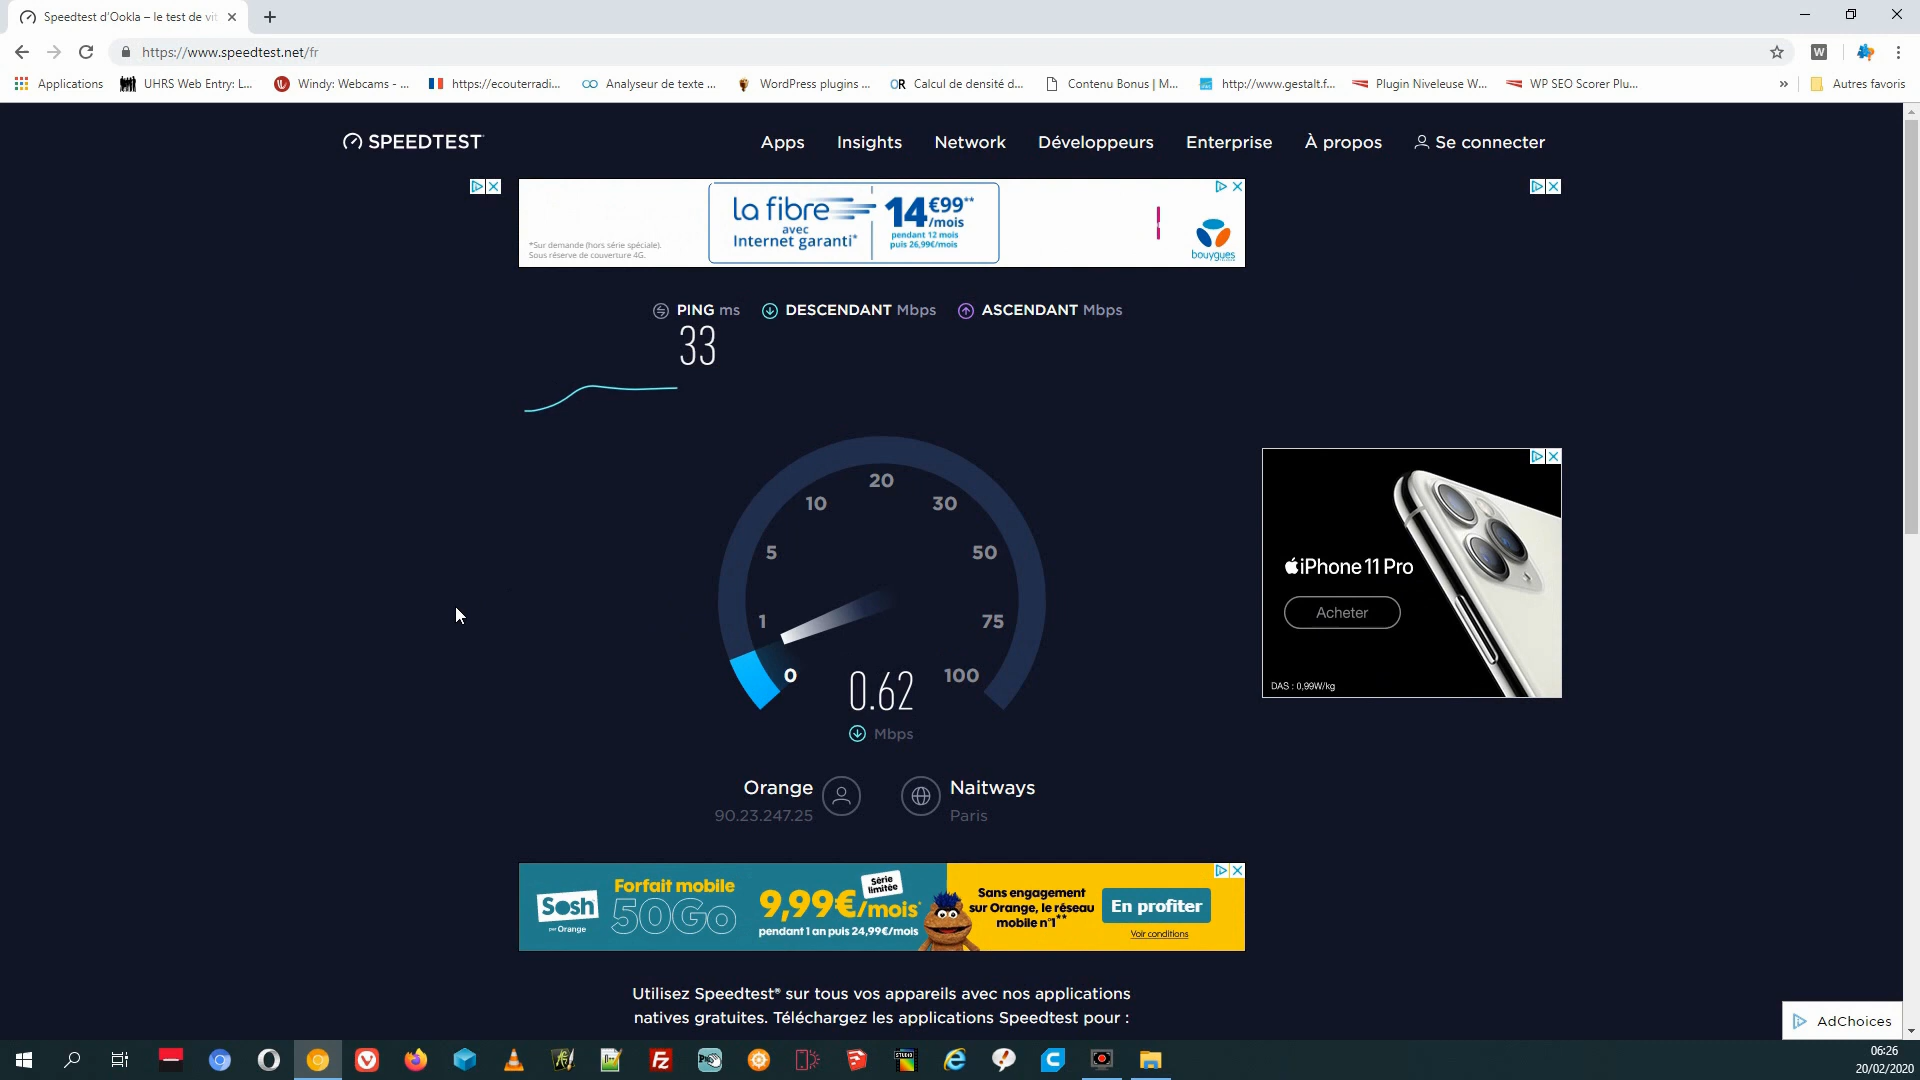 Speedtest d'Ookla – le test de vit
https://www.speedtest.net/fr
Applications
UHRS Web Entry: L...
Windy: Webcams - ...
https://ecouterradi...
Analyseur de texte ...
WordPress plugins ...
Calcul de densité d...
Contenu Bonus | M...
http://www.gestalt.f...
Plugin Niveleuse W...
WP SEO Scorer Plu...
»
Autres favoris
SPEEDTEST
Apps
Insights
Network
Développeurs
Enterprise
À propos
Se connecter
la fibre
avec
Internet garanti*
14€99**
/mois
pendant 12 mois
puis 26,99€/mois
*Sur demande (hors série spéciale).
Sous réserve de couverture 4G.
bouygues
PING ms
DESCENDANT Mbps
ASCENDANT Mbps
33
20
10
30
5
50
1
75
0
100
0.62
Mbps
iPhone 11 Pro
Acheter
DAS : 0,99W/kg
Orange
90.23.247.25
Naitways
Paris
Sosh
par Orange
Forfait mobile
50Go
Série
limitée
9,99€/mois*
pendant 1 an puis 24,99€/mois
Sans engagement
sur Orange, le réseau
mobile n°1**
En profiter
Voir conditions
Utilisez Speedtest® sur tous vos appareils avec nos applications
natives gratuites. Téléchargez les applications Speedtest pour :
AdChoices
06:26
20/02/2020